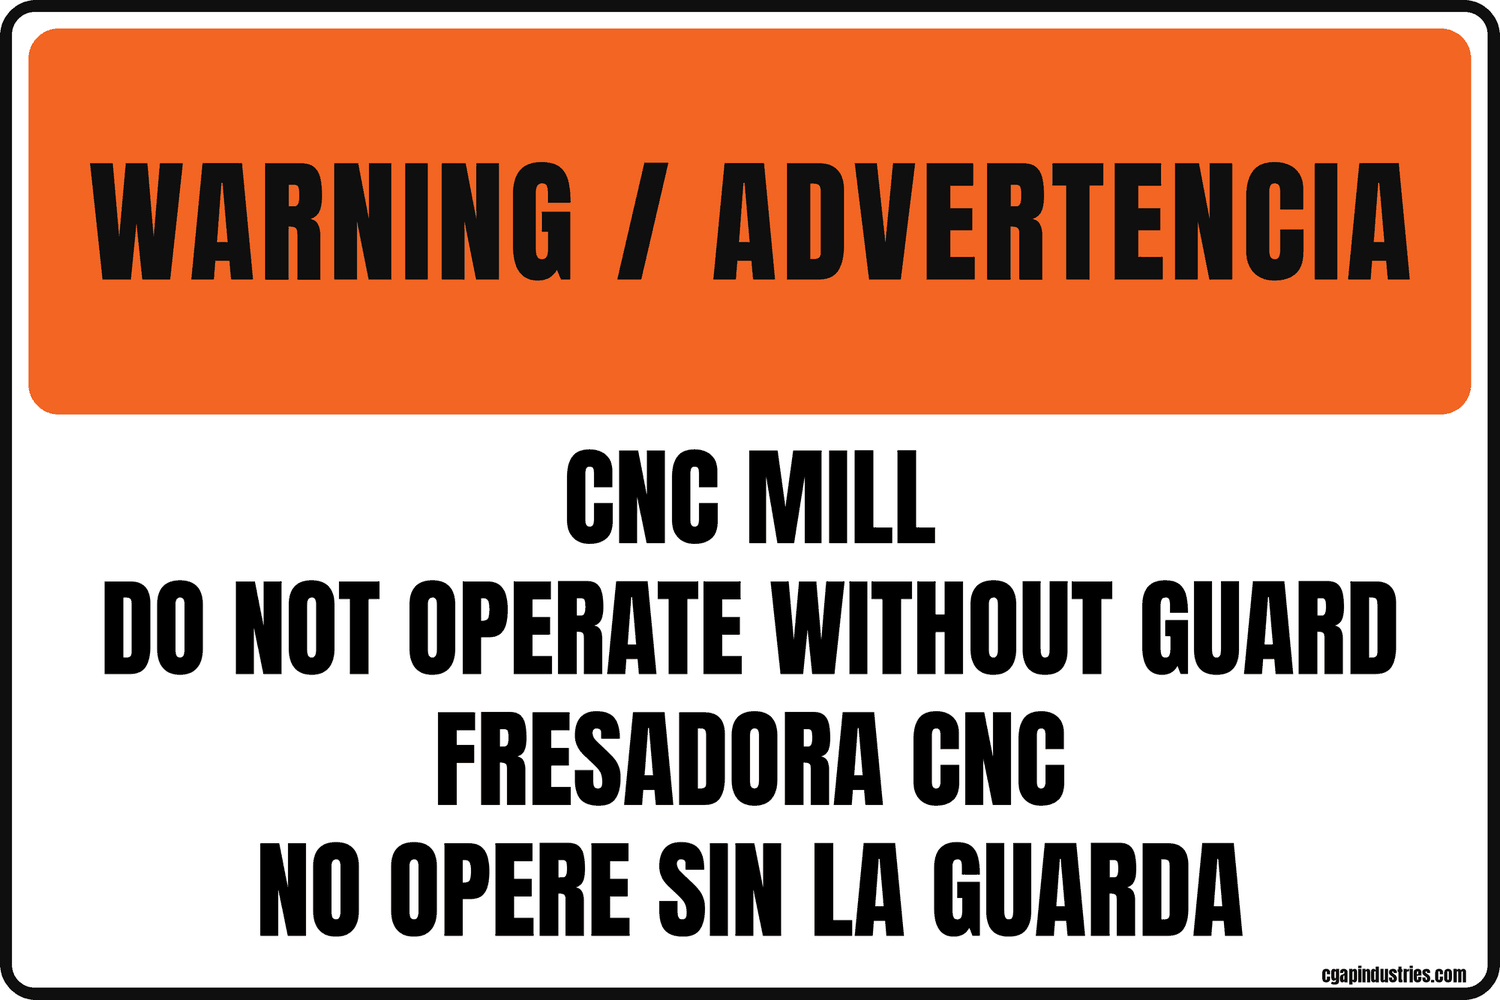 WARNING / ADVERTENCIA
CNC MILL
DO NOT OPERATE WITHOUT GUARD
FRESADORA CNC
NO OPERE SIN LA GUARDA
cgapindustries.com